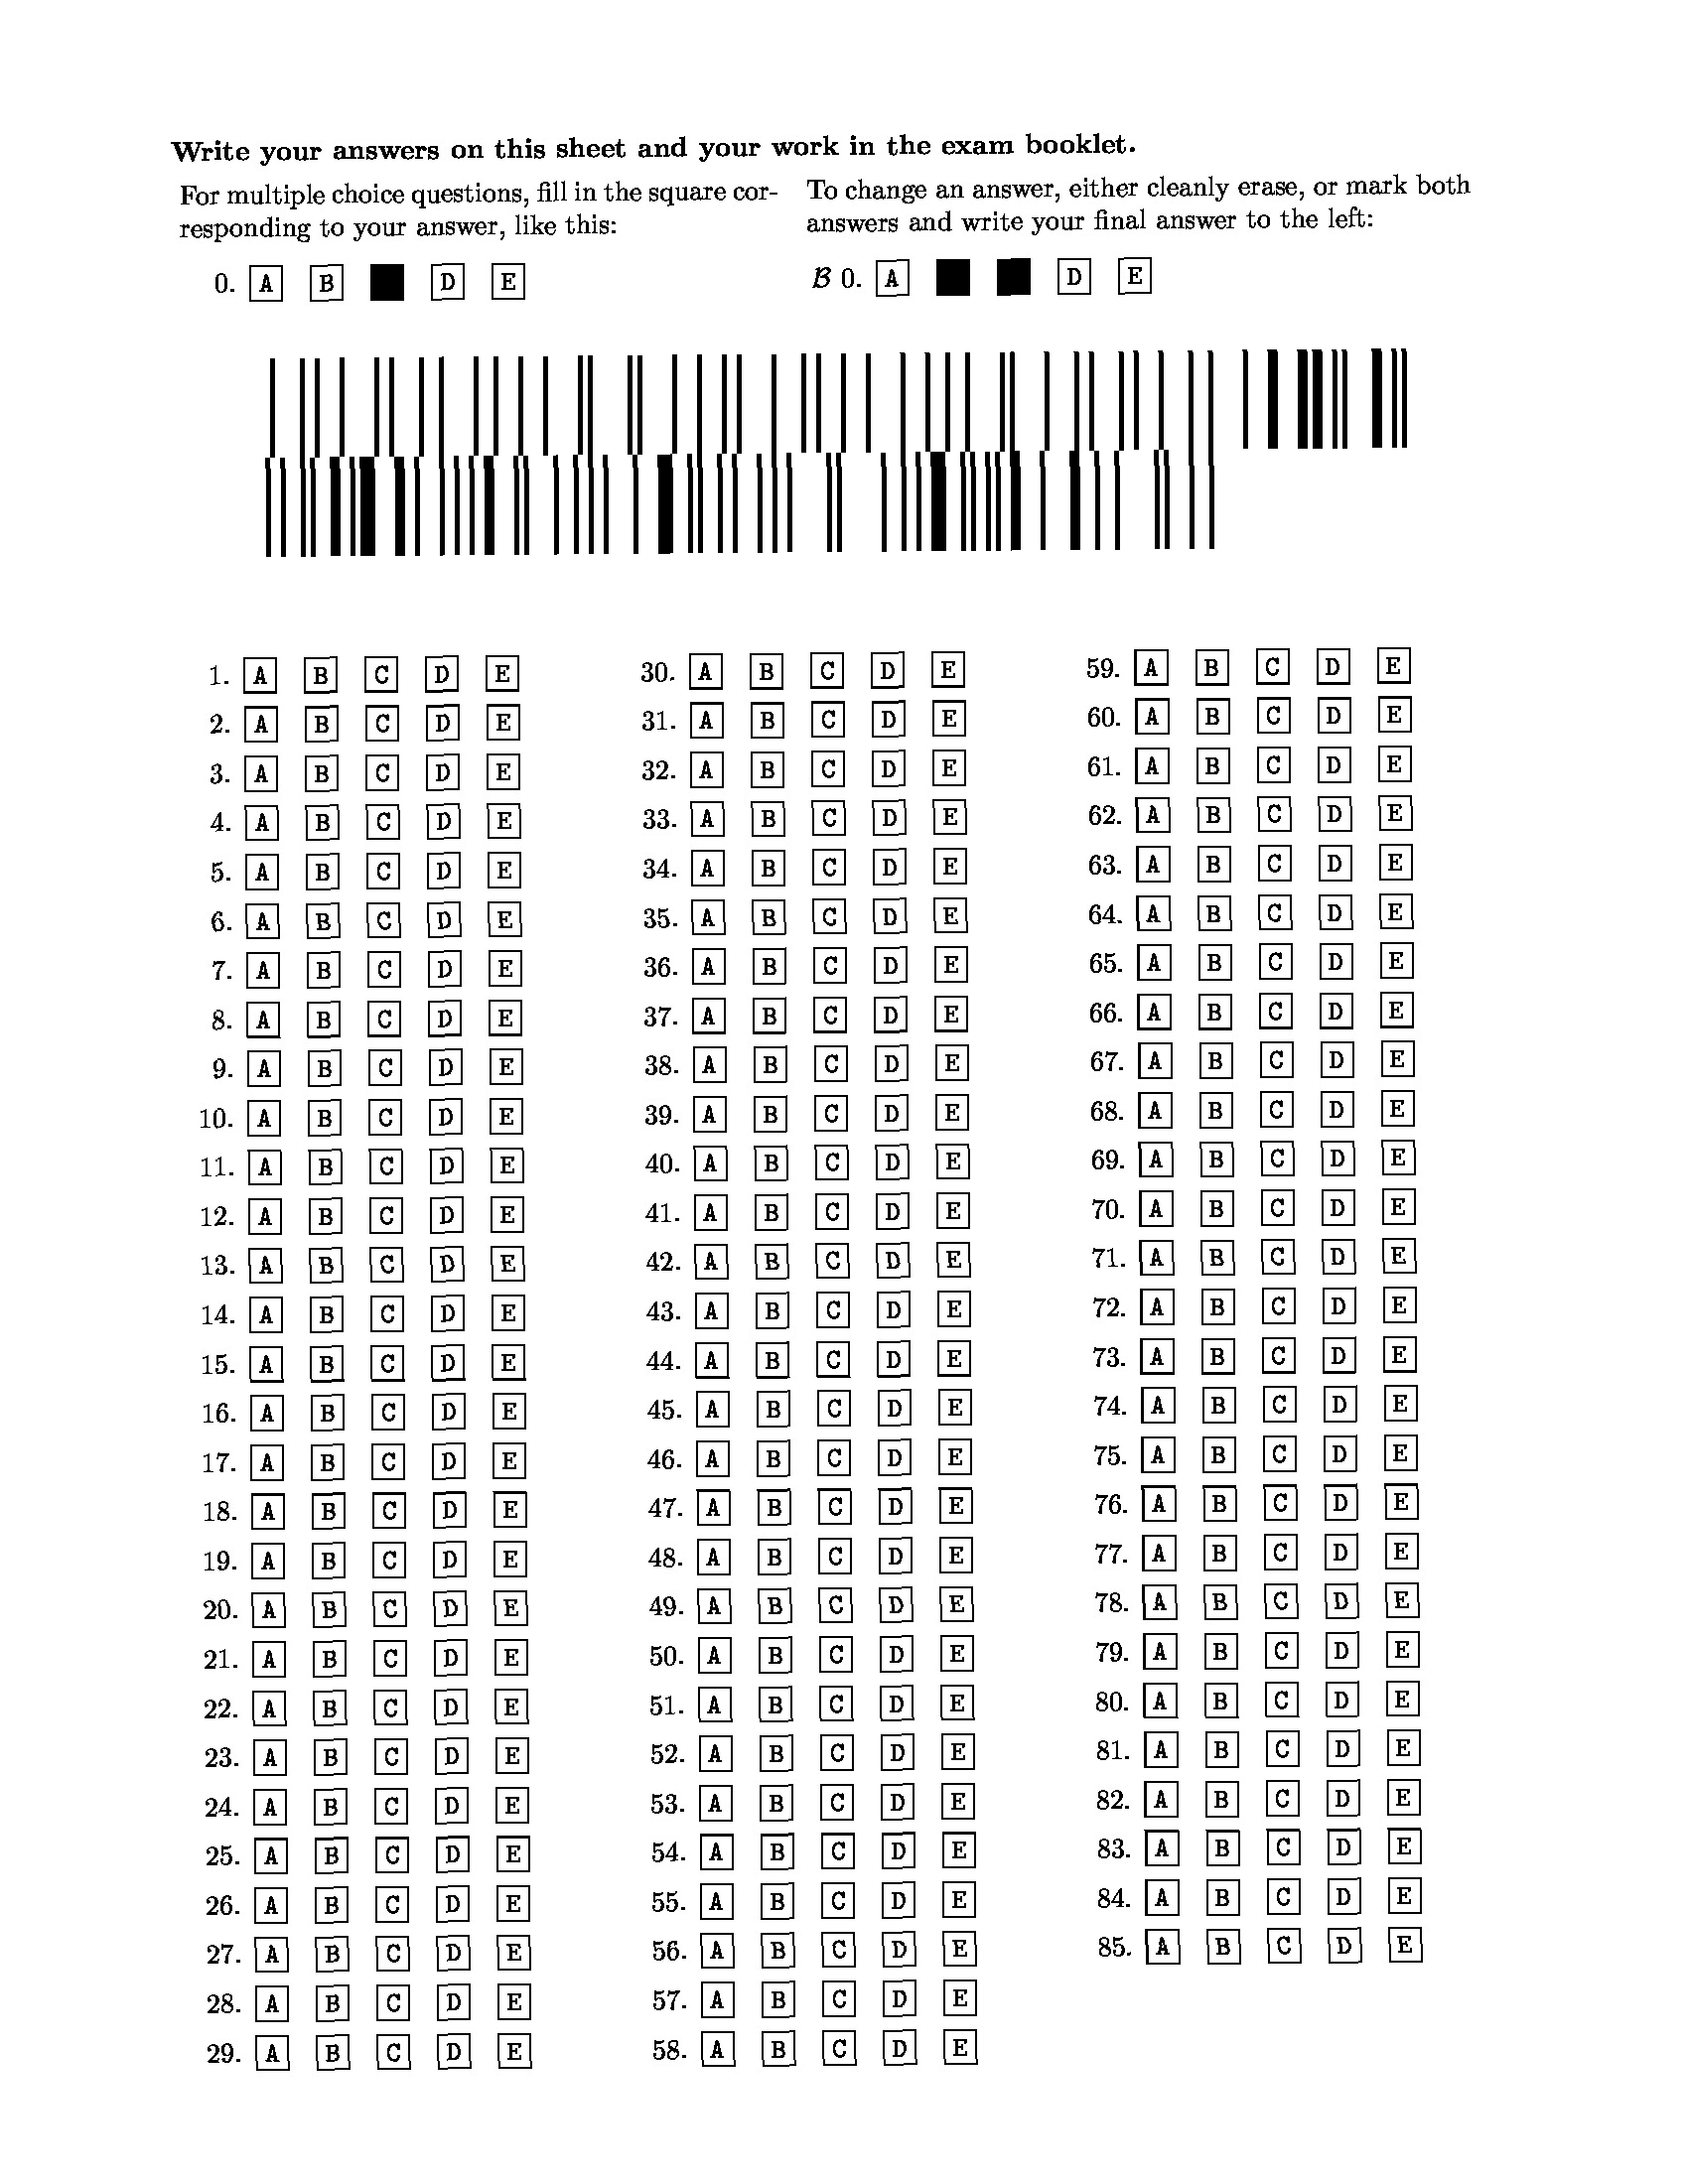 Write your answers on this sheet and your work in the exam booklet.
For multiple choice questions, fill in the square cor-
responding to your answer, like this:
0. A B D E
To change an answer, either cleanly erase, or mark both
answers and write your final answer to the left:
B 0. A D E
1. A B C D E
2. A B C D E
3. A B C D E
4. A B C D E
5. A B C D E
6. A B C D E
7. A B C D E
8. A B C D E
9. A B C D E
10. A B C D E
11. A B C D E
12. A B C D E
13. A B C D E
14. A B C D E
15. A B C D E
16. A B C D E
17. A B C D E
18. A B C D E
19. A B C D E
20. A B C D E
21. A B C D E
22. A B C D E
23. A B C D E
24. A B C D E
25. A B C D E
26. A B C D E
27. A B C D E
28. A B C D E
29. A B C D E
30. A B C D E
31. A B C D E
32. A B C D E
33. A B C D E
34. A B C D E
35. A B C D E
36. A B C D E
37. A B C D E
38. A B C D E
39. A B C D E
40. A B C D E
41. A B C D E
42. A B C D E
43. A B C D E
44. A B C D E
45. A B C D E
46. A B C D E
47. A B C D E
48. A B C D E
49. A B C D E
50. A B C D E
51. A B C D E
52. A B C D E
53. A B C D E
54. A B C D E
55. A B C D E
56. A B C D E
57. A B C D E
58. A B C D E
59. A B C D E
60. A B C D E
61. A B C D E
62. A B C D E
63. A B C D E
64. A B C D E
65. A B C D E
66. A B C D E
67. A B C D E
68. A B C D E
69. A B C D E
70. A B C D E
71. A B C D E
72. A B C D E
73. A B C D E
74. A B C D E
75. A B C D E
76. A B C D E
77. A B C D E
78. A B C D E
79. A B C D E
80. A B C D E
81. A B C D E
82. A B C D E
83. A B C D E
84. A B C D E
85. A B C D E